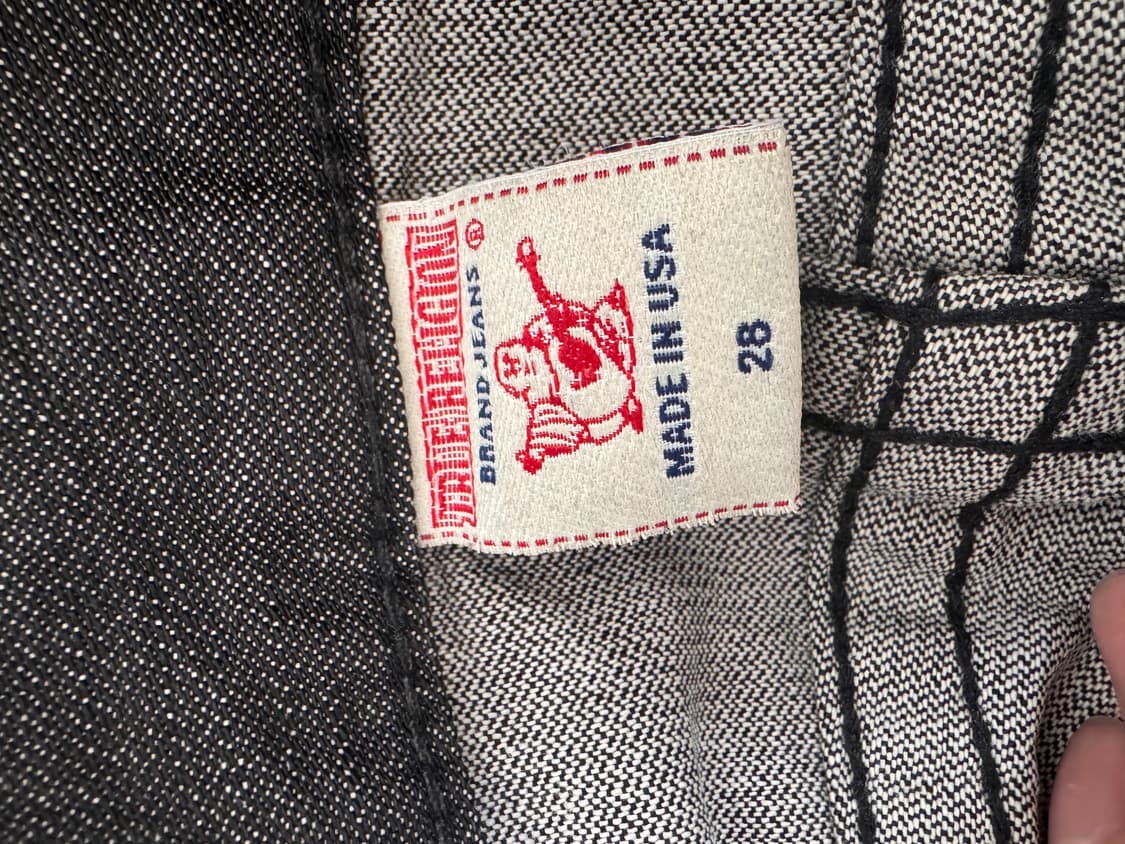 TRUE RELIGION
®
BRAND JEANS
MADE IN USA
28